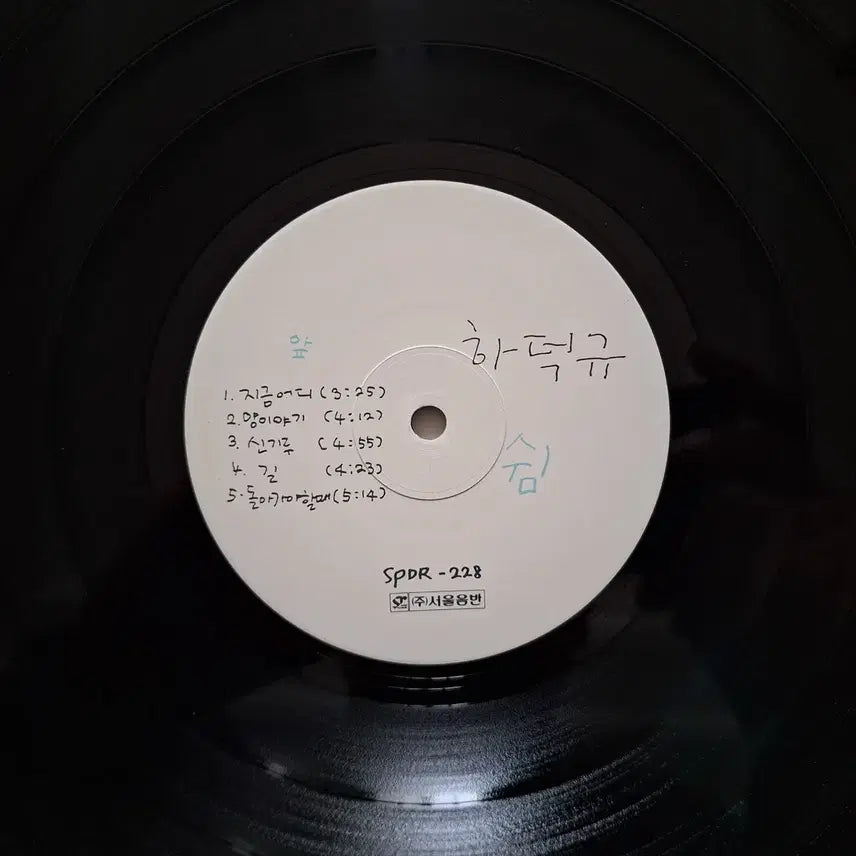 앞
하덕규
1. 지금어디 (3:25)
2. 양이야기 (4:12)
3. 신기루 (4:55)
4. 길 (4:23)
5. 돌아가야할때 (5:14)
쉼
SPDR-228
(주)서울음반